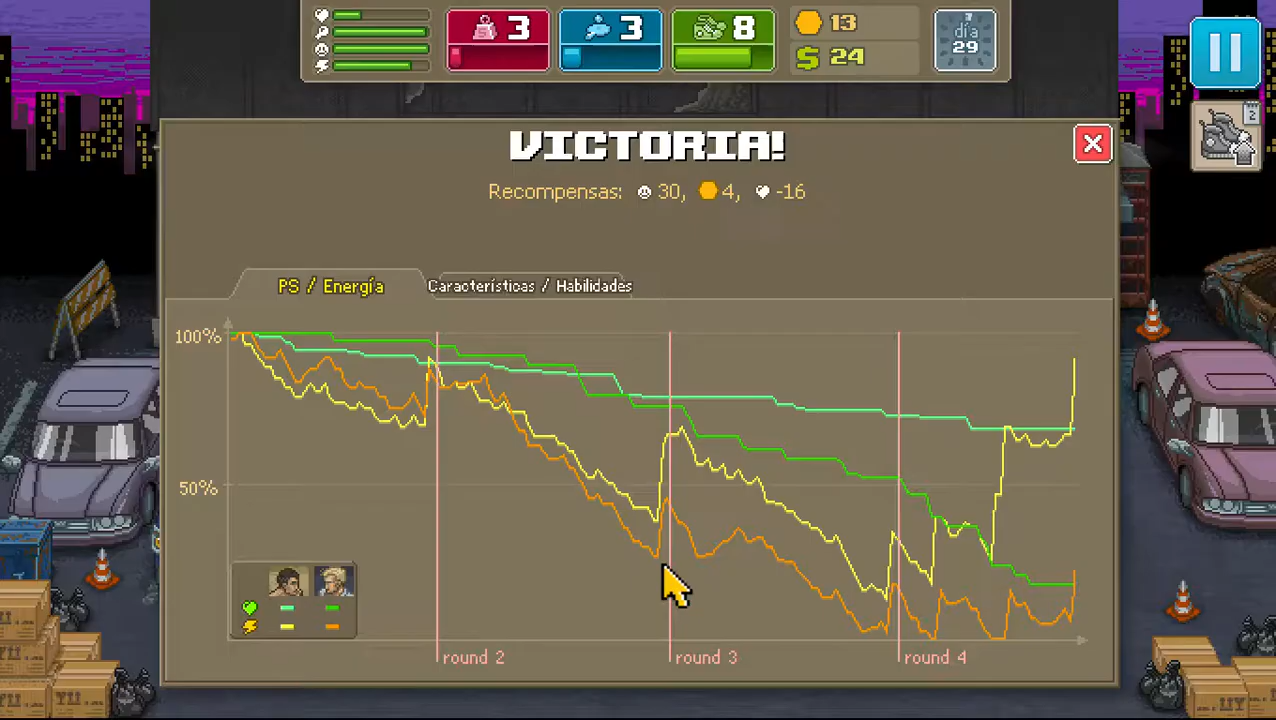 3
3
8
13
$ 24
día
29
2
VICTORIA!
Recompensas: 30, 4, -16
PS / Energía
Características / Habilidades
100%
50%
round 2
round 3
round 4